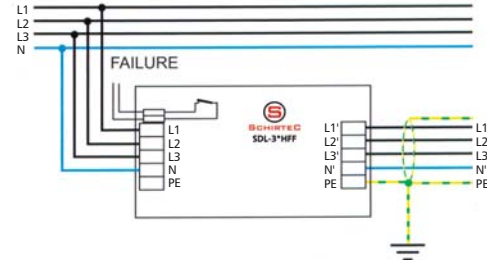 L1
L2
L3
N
FAILURE
S
SCHIRTEC
SDL-3*HFF
L1
L2
L3
N
PE
L1'
L2'
L3'
N'
PE
L1'
L2'
L3'
N'
PE